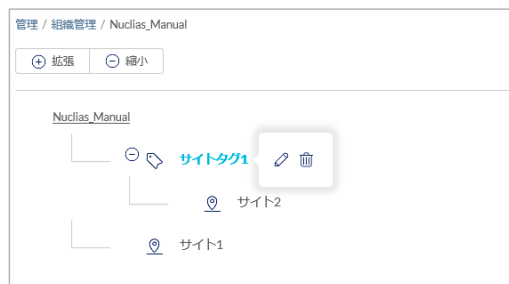 管理 / 組織管理 / Nuclias_Manual
拡張 縮小
Nuclias_Manual
サイトタグ1
サイト2
サイト1